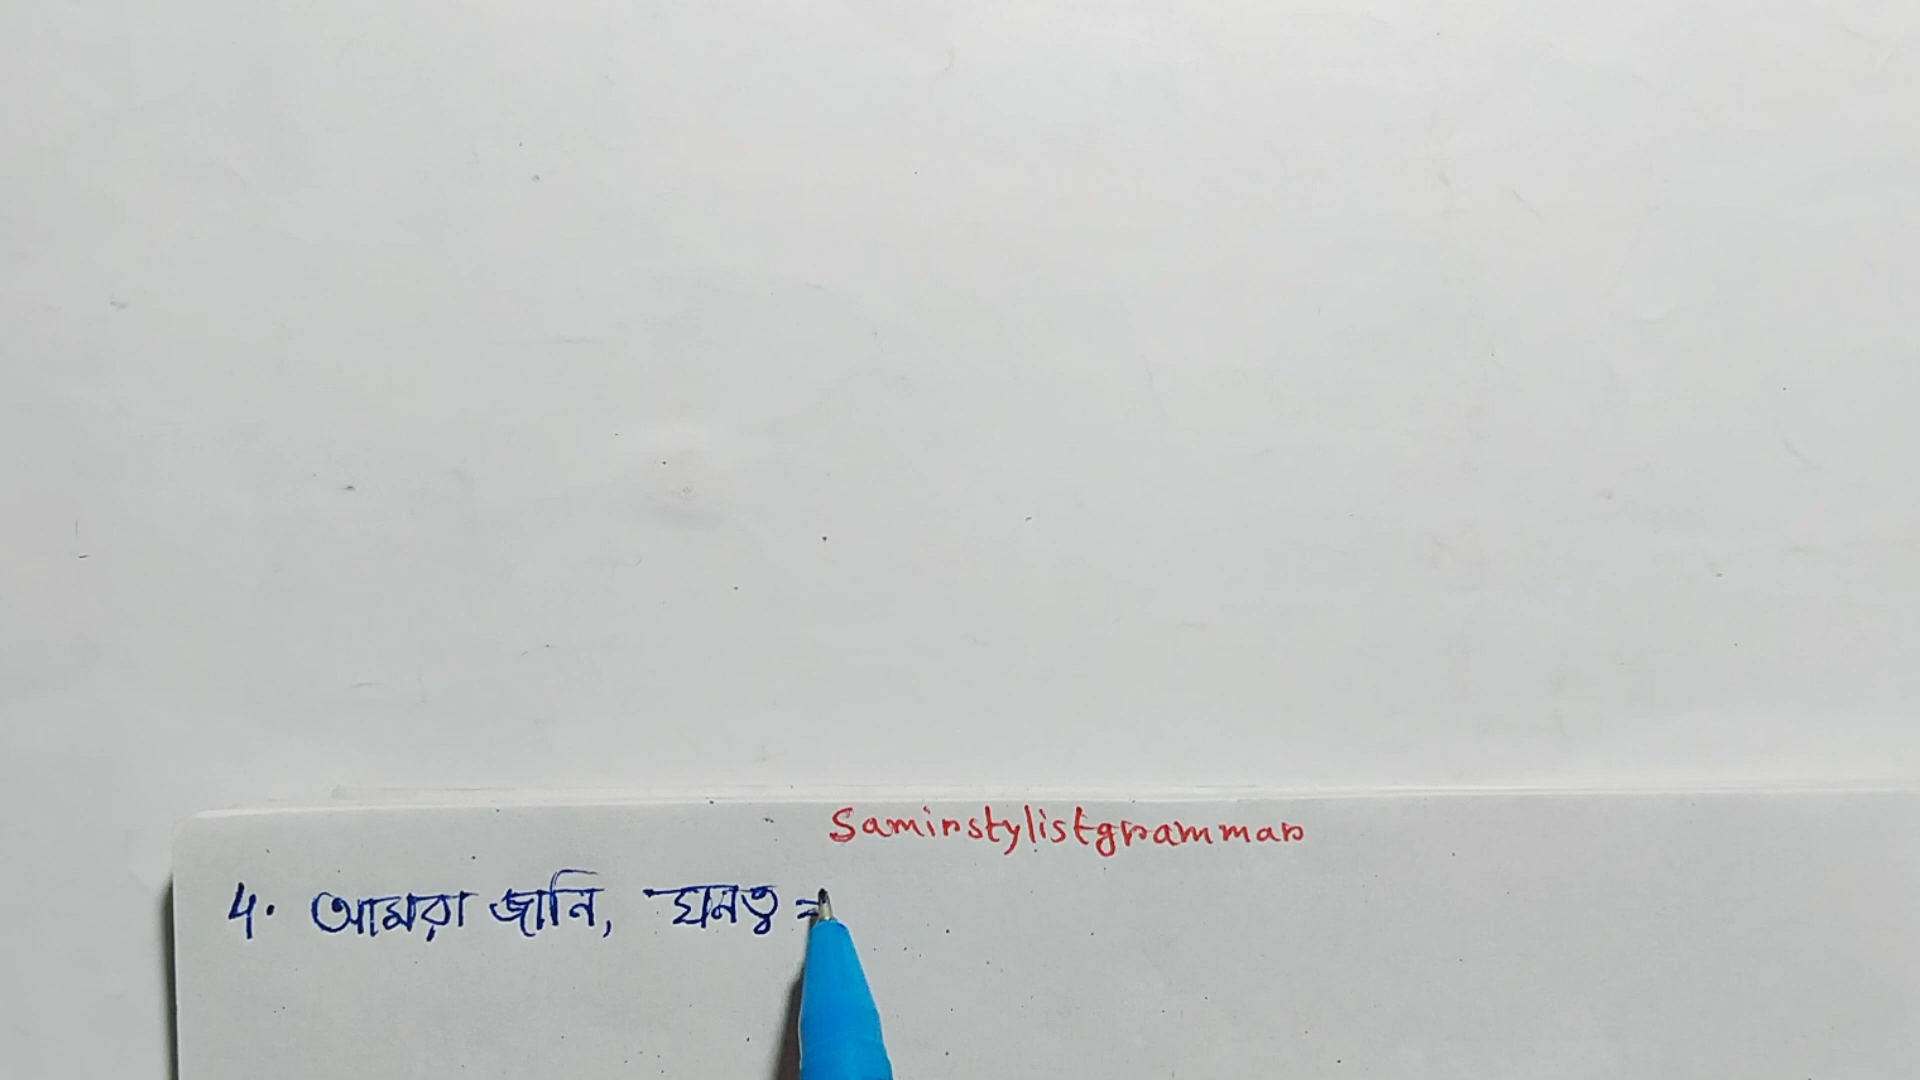 Saminstylistgrammar
4. আমরা জানি, ঘনত্ব =